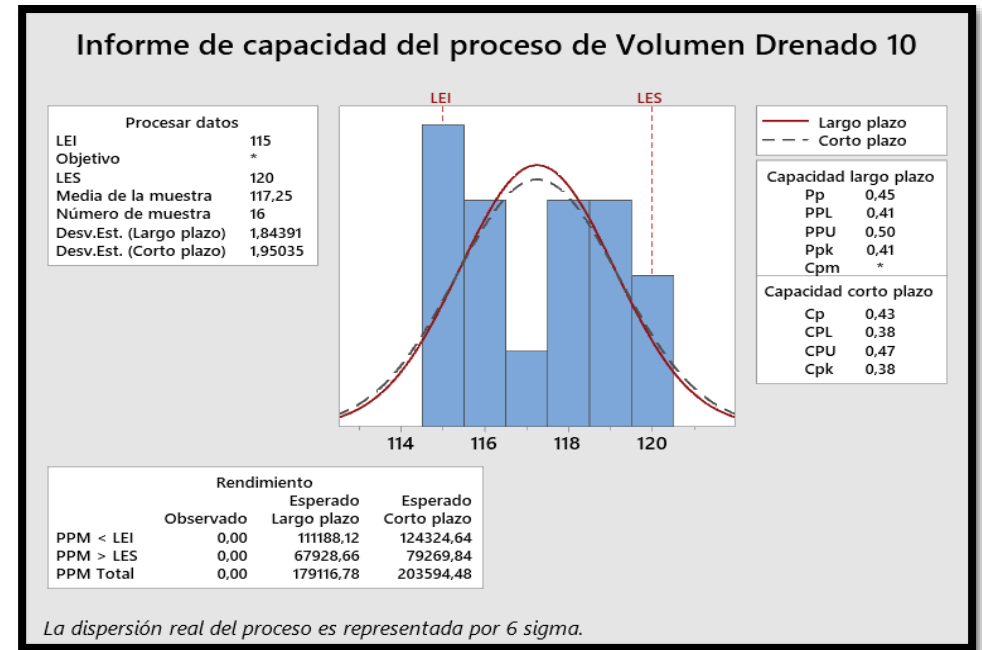 Informe de capacidad del proceso de Volumen Drenado 10
LEI LES
Procesar datos
LEI 115
Objetivo *
LES 120
Media de la muestra 117,25
Número de muestra 16
Desv.Est. (Largo plazo) 1,84391
Desv.Est. (Corto plazo) 1,95035
Largo plazo
Corto plazo
Capacidad largo plazo
Pp 0,45
PPL 0,41
PPU 0,50
Ppk 0,41
Cpm *
Capacidad corto plazo
Cp 0,43
CPL 0,38
CPU 0,47
Cpk 0,38
114 116 118 120
Rendimiento
Esperado Esperado
Observado Largo plazo Corto plazo
PPM < LEI 0,00 111188,12 124324,64
PPM > LES 0,00 67928,66 79269,84
PPM Total 0,00 179116,78 203594,48
La dispersión real del proceso es representada por 6 sigma.